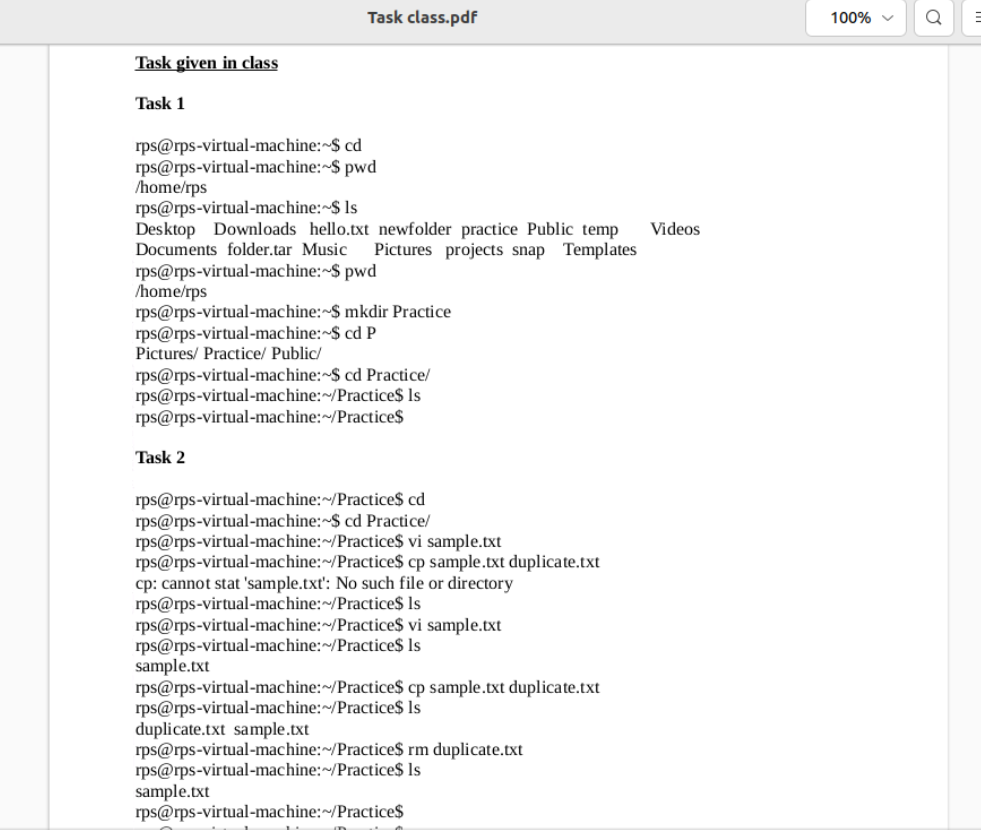 Task class.pdf
100%
Task given in class
Task 1
rps@rps-virtual-machine:~$ cd
rps@rps-virtual-machine:~$ pwd
/home/rps
rps@rps-virtual-machine:~$ ls
Desktop Downloads hello.txt newfolder practice Public temp Videos
Documents folder.tar Music Pictures projects snap Templates
rps@rps-virtual-machine:~$ pwd
/home/rps
rps@rps-virtual-machine:~$ mkdir Practice
rps@rps-virtual-machine:~$ cd P
Pictures/ Practice/ Public/
rps@rps-virtual-machine:~$ cd Practice/
rps@rps-virtual-machine:~/Practice$ ls
rps@rps-virtual-machine:~/Practice$
Task 2
rps@rps-virtual-machine:~/Practice$ cd
rps@rps-virtual-machine:~$ cd Practice/
rps@rps-virtual-machine:~/Practice$ vi sample.txt
rps@rps-virtual-machine:~/Practice$ cp sample.txt duplicate.txt
cp: cannot stat 'sample.txt': No such file or directory
rps@rps-virtual-machine:~/Practice$ ls
rps@rps-virtual-machine:~/Practice$ vi sample.txt
rps@rps-virtual-machine:~/Practice$ ls
sample.txt
rps@rps-virtual-machine:~/Practice$ cp sample.txt duplicate.txt
rps@rps-virtual-machine:~/Practice$ ls
duplicate.txt sample.txt
rps@rps-virtual-machine:~/Practice$ rm duplicate.txt
rps@rps-virtual-machine:~/Practice$ ls
sample.txt
rps@rps-virtual-machine:~/Practice$